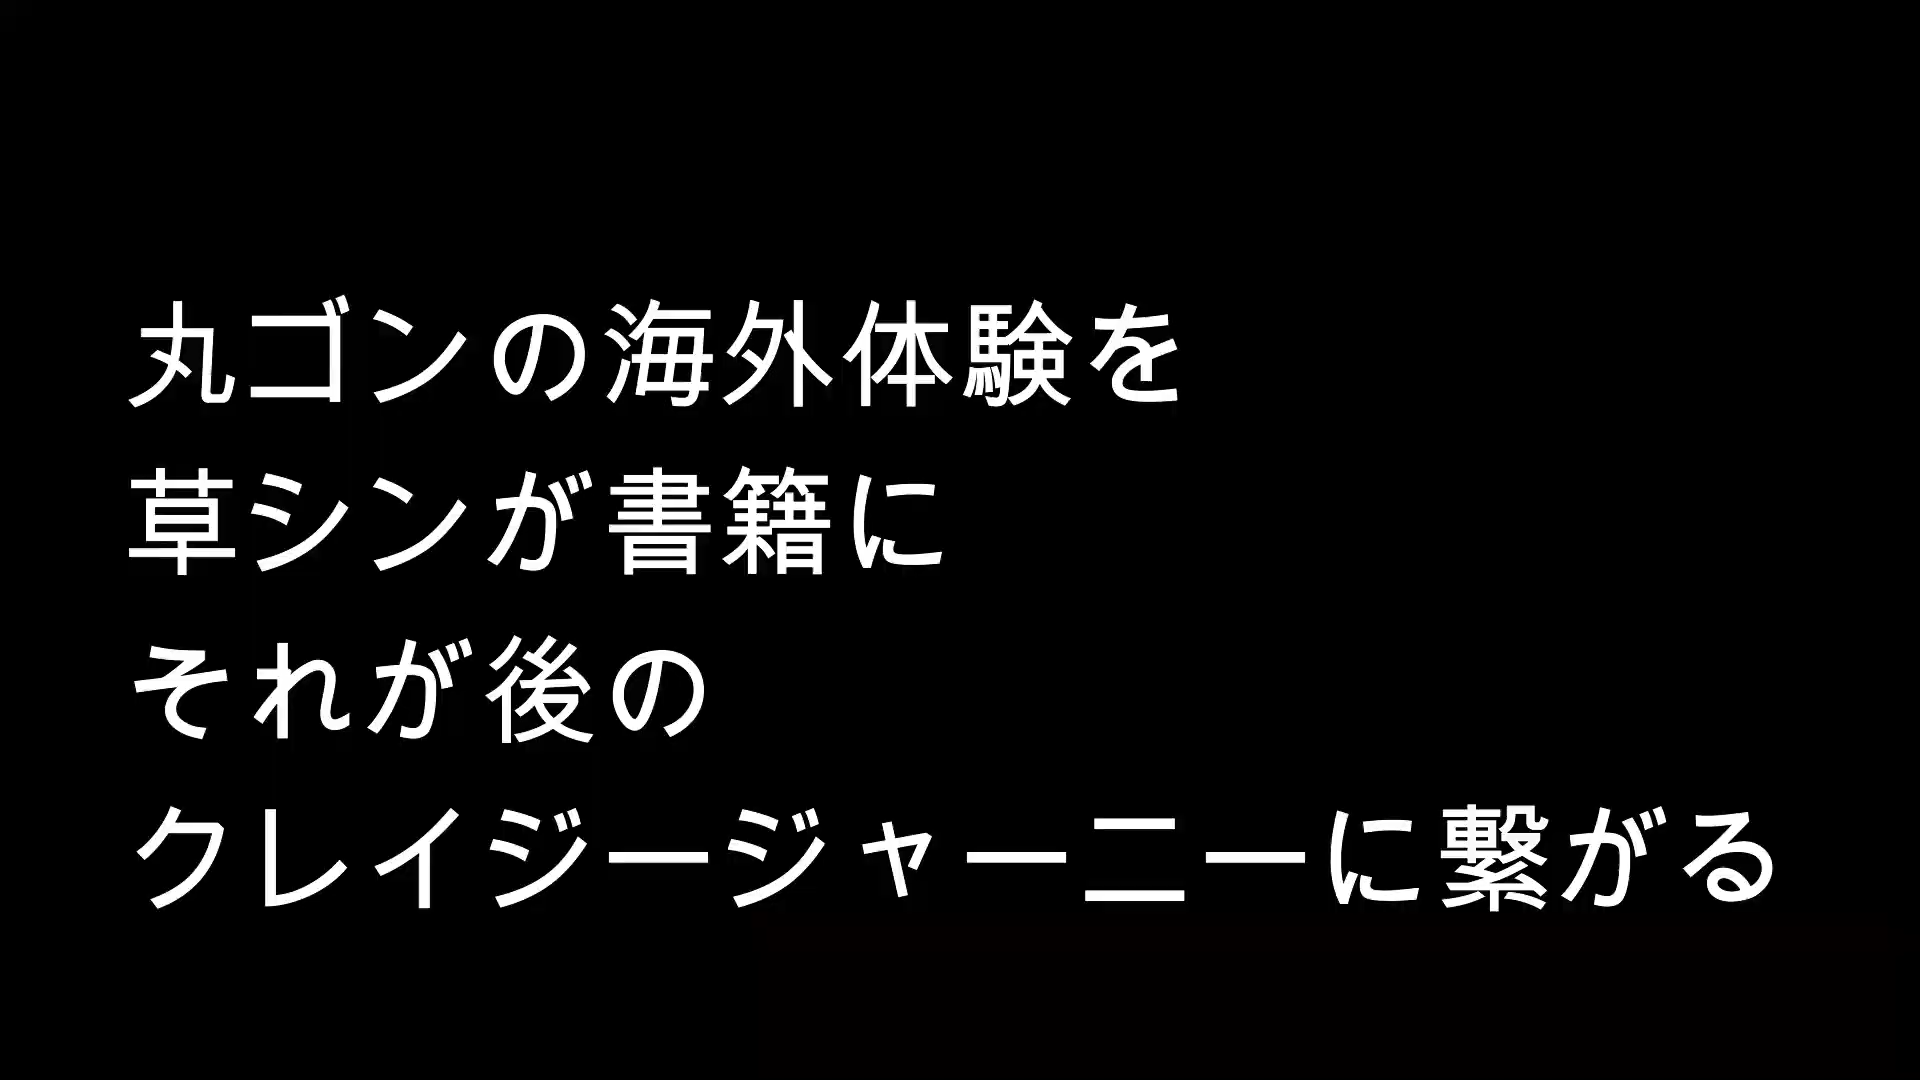 丸ゴンの海外体験を
草シンが書籍に
それが後の
クレイジージャーニーに繋がる